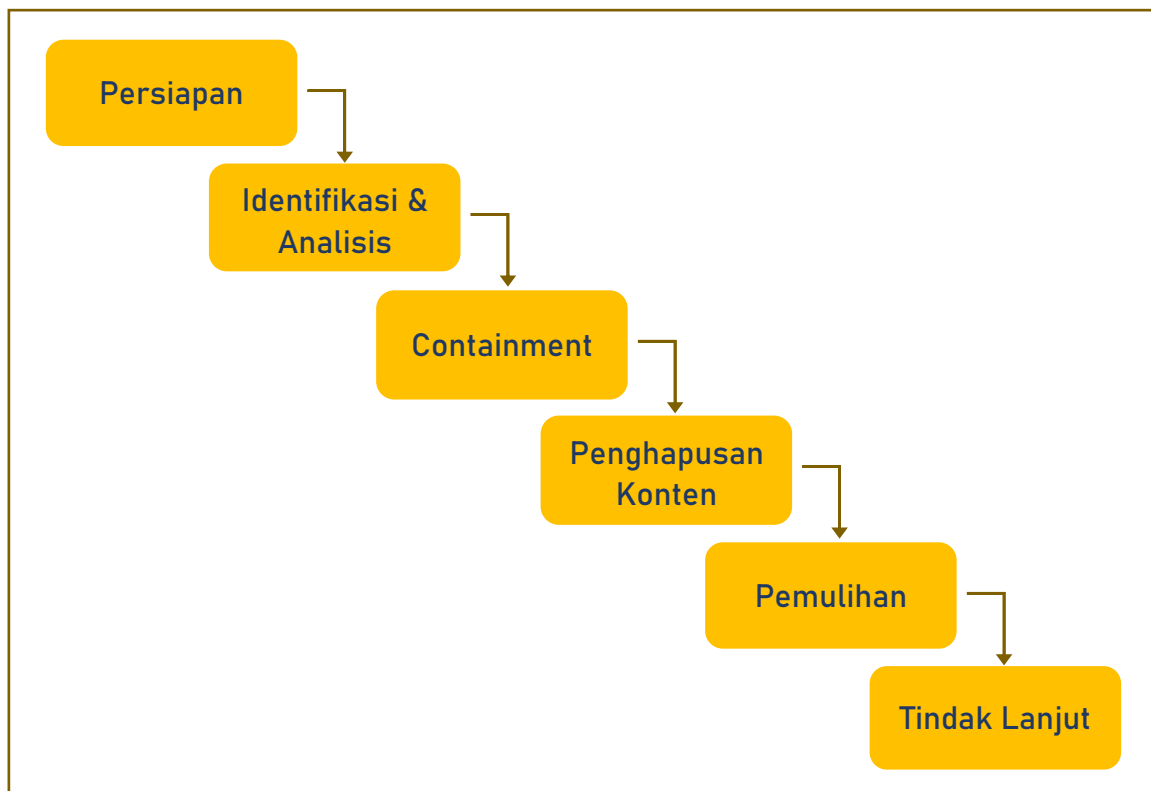 Persiapan
Identifikasi &
Analisis
Containment
Penghapusan
Konten
Pemulihan
Tindak Lanjut